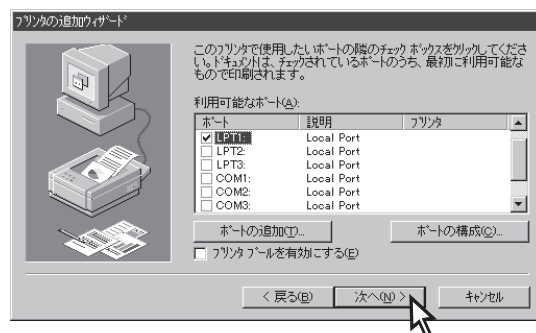 プリンタの追加ウィザード
このプリンタで使用したいポートの隣のチェック ボックスをクリックしてくださ
い。ドキュメントは、チェックされているポートのうち、最初に利用可能な
もので印刷されます。
利用可能なポート(A):
ポート 説明 プリンタ
LPT1: Local Port
LPT2: Local Port
LPT3: Local Port
COM1: Local Port
COM2: Local Port
COM3: Local Port
ポートの追加(T)... ポートの構成(C)...
プリンタ プールを有効にする(E)
< 戻る(B) 次へ(N) > キャンセル